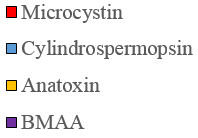 Microcystin
Cylindrospermopsin
Anatoxin
BMAA